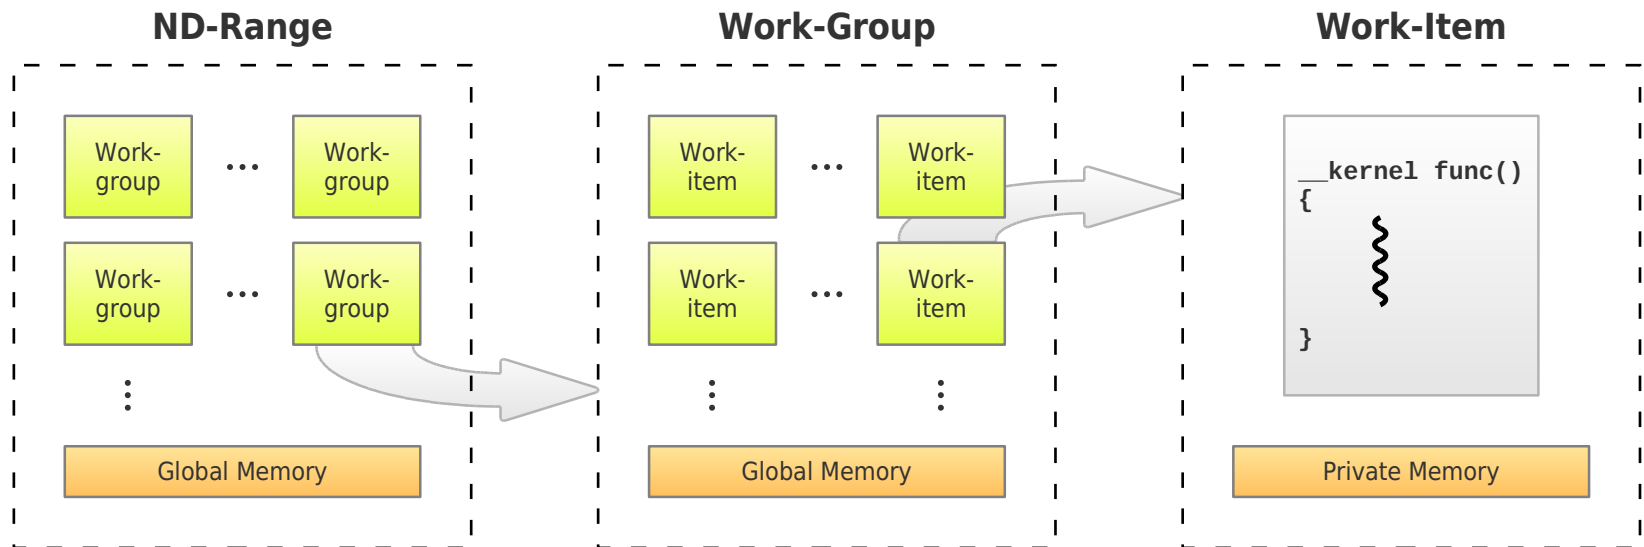 ND-Range
Work-
group
...
Work-
group
Work-
group
...
Work-
group
Global Memory
Work-Group
Work-
item
...
Work-
item
Work-
item
...
Work-
item
Global Memory
Work-Item
__kernel func()
{
}
Private Memory